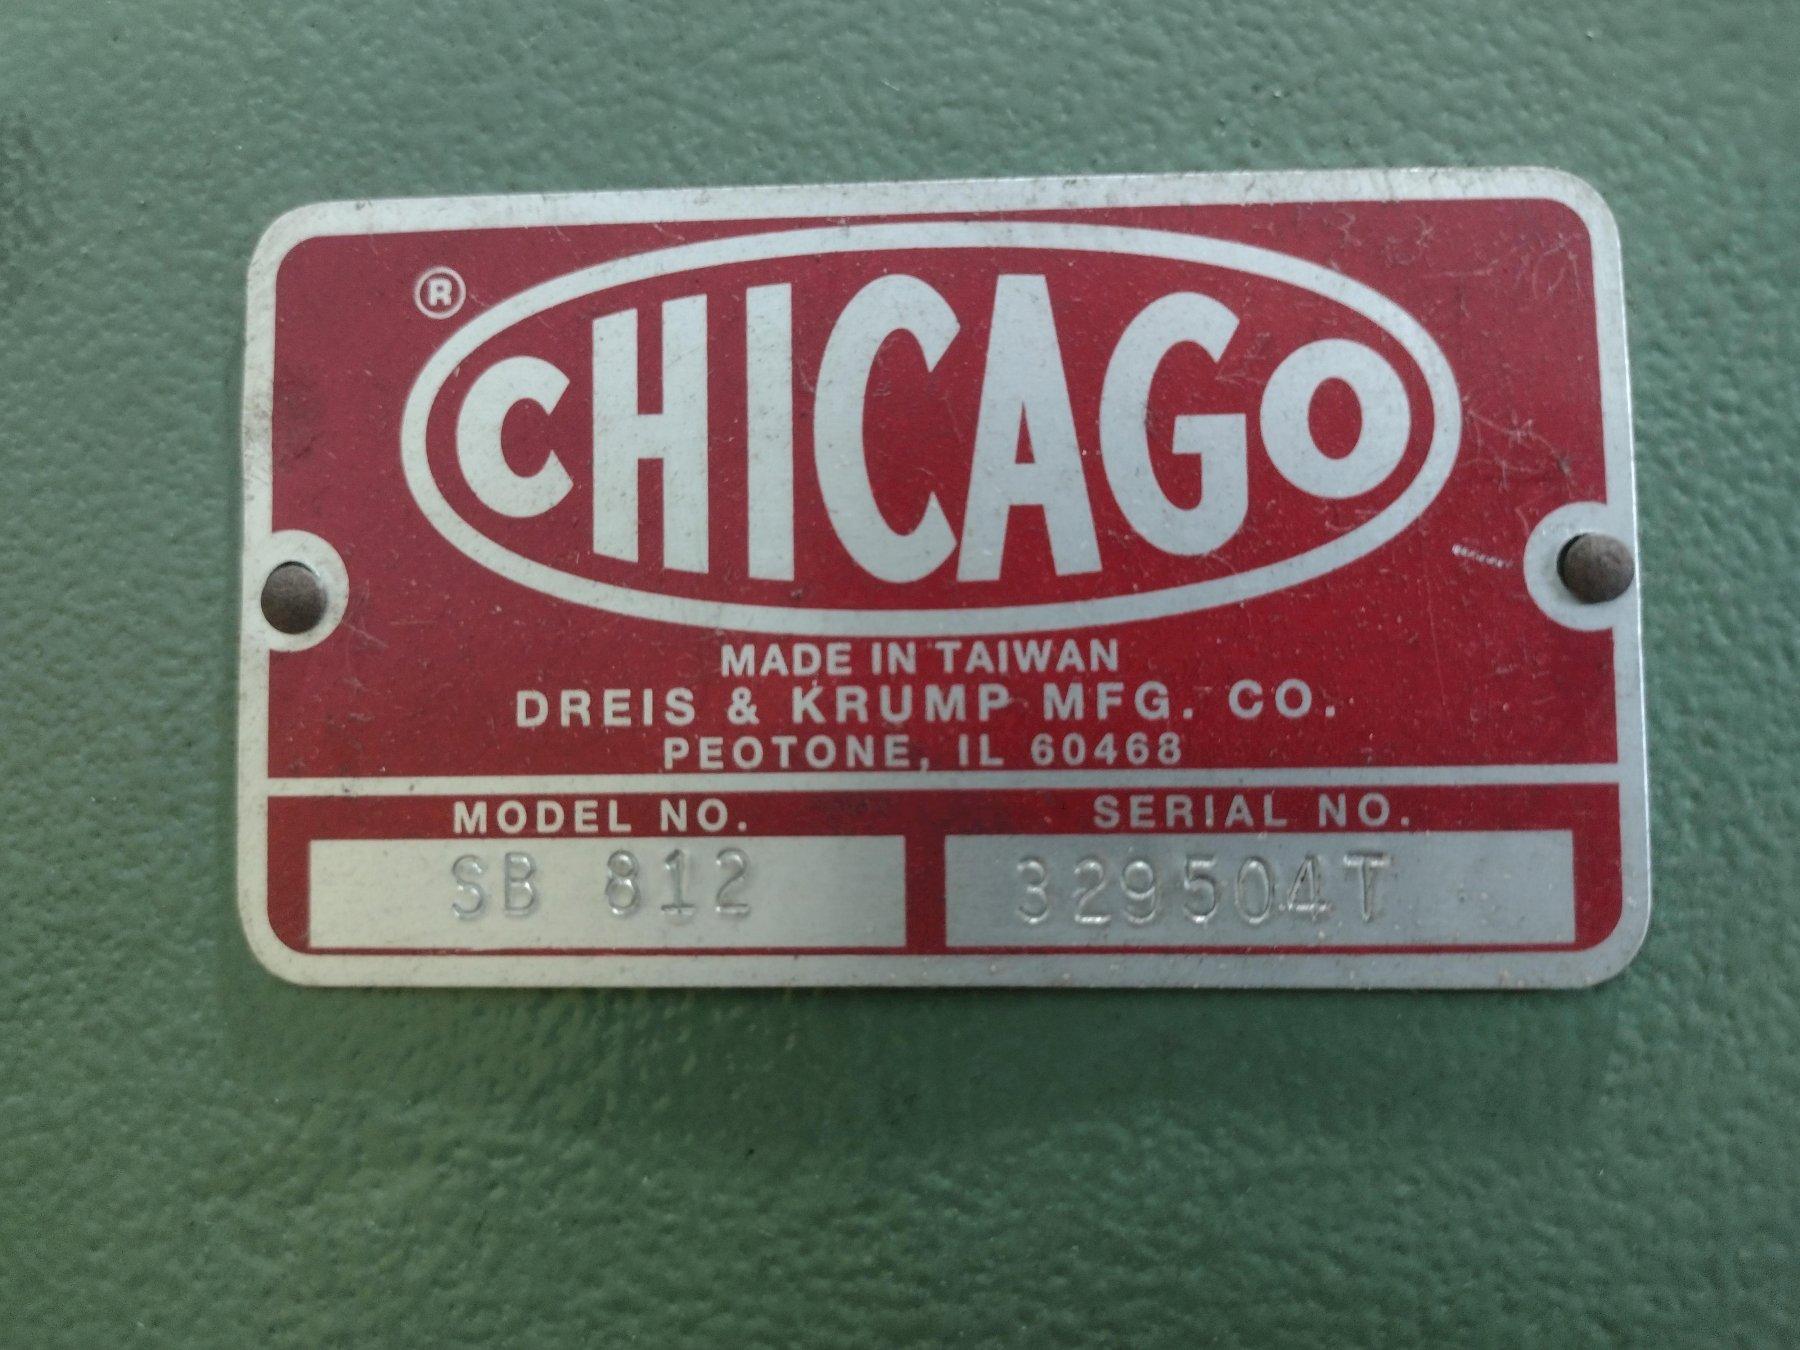 ®
CHICAGO
MADE IN TAIWAN
DREIS & KRUMP MFG. CO.
PEOTONE, IL 60468
MODEL NO. SERIAL NO.
SB 812 329504T